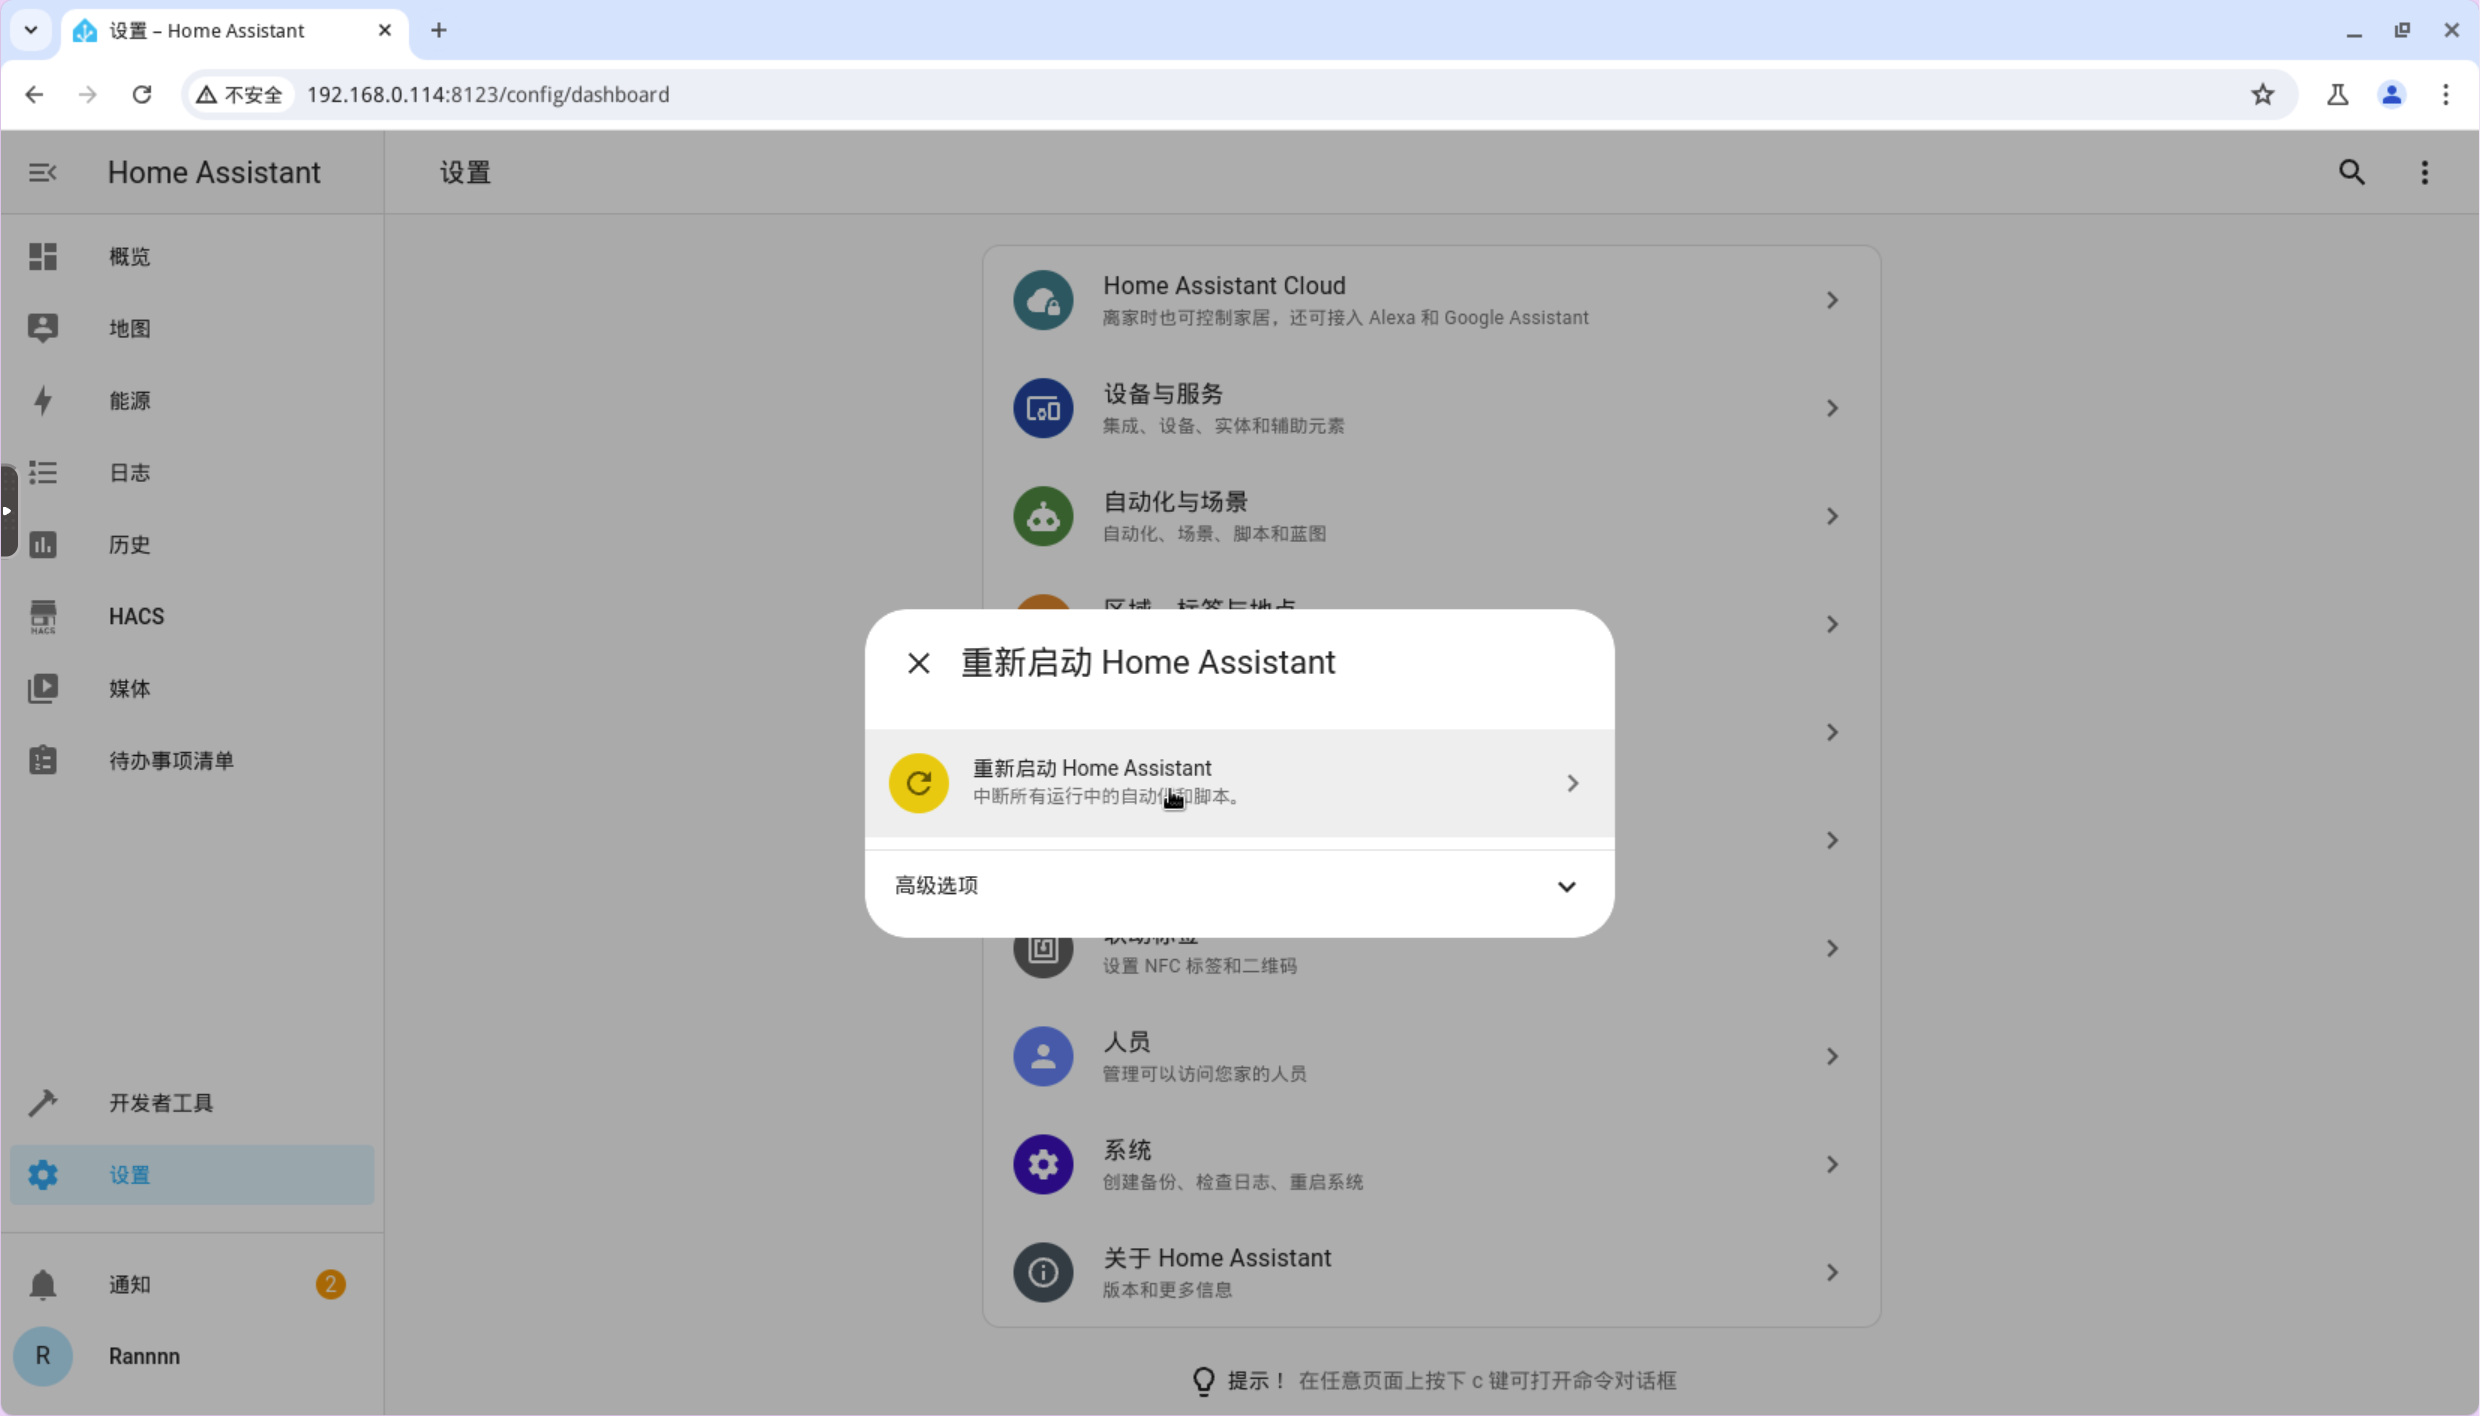 设置 – Home Assistant
不安全
192.168.0.114:8123/config/dashboard
Home Assistant
设置
概览
地图
能源
日志
历史
HACS
HACS
媒体
待办事项清单
开发者工具
设置
通知
2
R
Rannnn
Home Assistant Cloud
离家时也可控制家居，还可接入 Alexa 和 Google Assistant
设备与服务
集成、设备、实体和辅助元素
自动化与场景
自动化、场景、脚本和蓝图
区域、标签与地点
重新启动 Home Assistant
重新启动 Home Assistant
中断所有运行中的自动化和脚本。
高级选项
设置 NFC 标签和二维码
人员
管理可以访问您家的人员
系统
创建备份、检查日志、重启系统
关于 Home Assistant
版本和更多信息
提示！ 在任意页面上按下 c 键可打开命令对话框